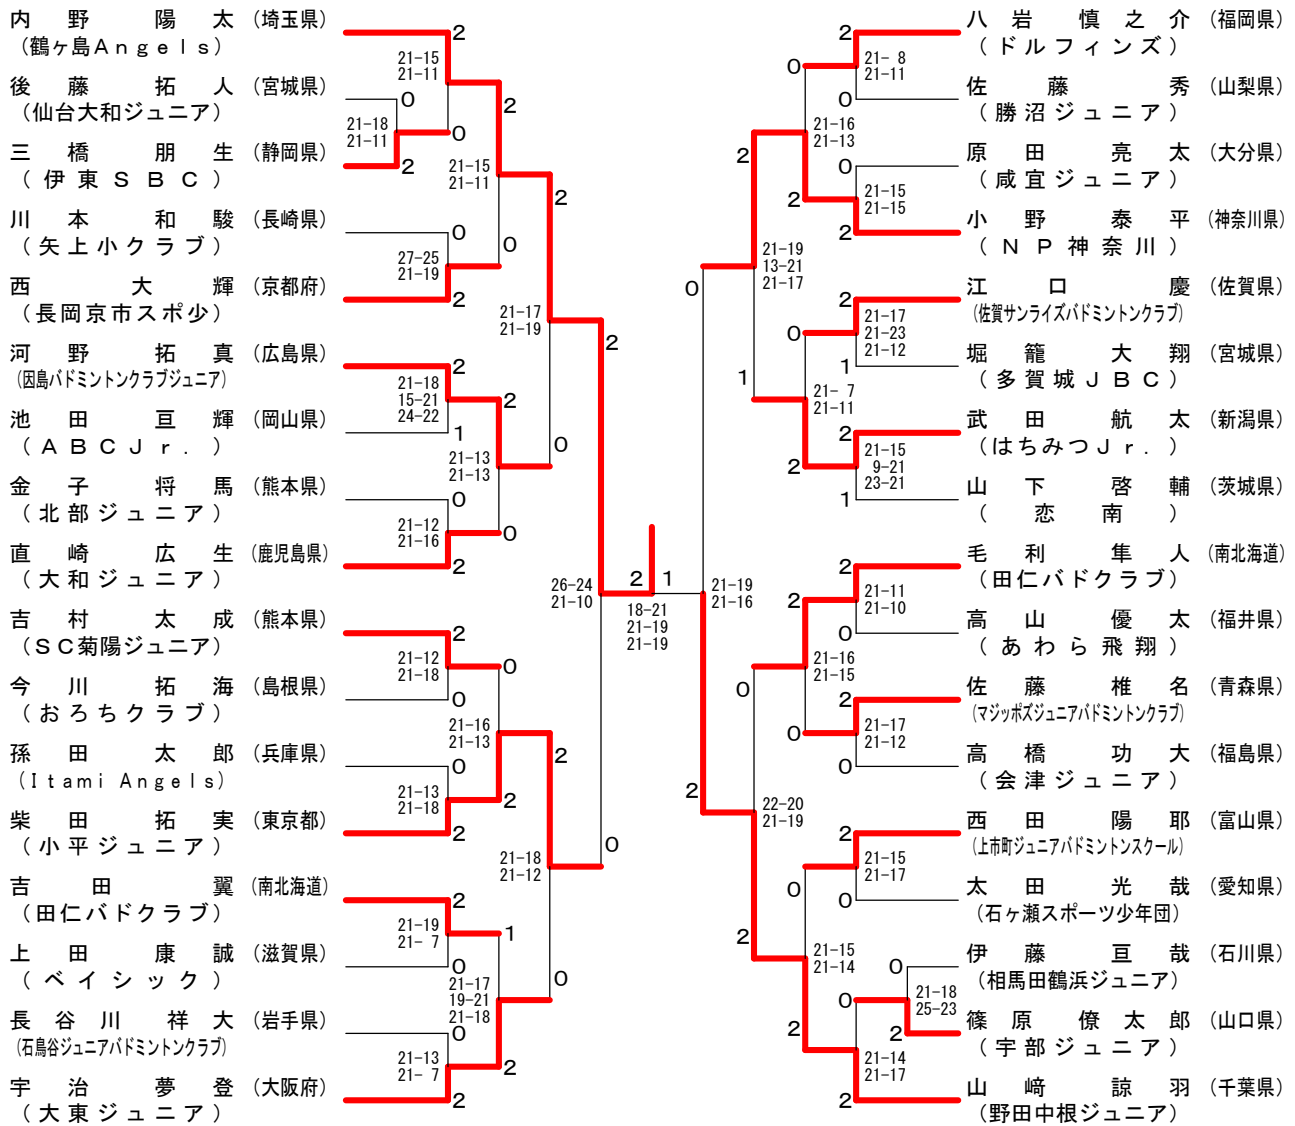 内野陽太 (埼玉県)
(鶴ヶ島Ａｎｇｅｌｓ)
後藤拓人 (宮城県)
(仙台大和ジュニア)
三橋朋生 (静岡県)
(伊東ＳＢＣ)
川本和駿 (長崎県)
(矢上小クラブ)
西大輝 (京都府)
(長岡京市スポ少)
河野拓真 (広島県)
(因島バドミントンクラブジュニア)
池田亘輝 (岡山県)
(ＡＢＣＪｒ．)
金子将馬 (熊本県)
(北部ジュニア)
直崎広生 (鹿児島県)
(大和ジュニア)
吉村太成 (熊本県)
(ＳＣ菊陽ジュニア)
今川拓海 (島根県)
(おろちクラブ)
孫田太郎 (兵庫県)
(Ｉｔａｍｉ Ａｎｇｅｌｓ)
柴田拓実 (東京都)
(小平ジュニア)
吉田翼 (南北海道)
(田仁バドクラブ)
上田康誠 (滋賀県)
(ベイシック)
長谷川祥大 (岩手県)
(石鳥谷ジュニアバドミントンクラブ)
宇治夢登 (大阪府)
(大東ジュニア)
2
21-15
21-11
0
21-18
21-11
0
2
2
21-15
21-11
0
27-25
21-19
0
2
2
21-17
21-19
2
21-18
15-21
24-22
2
1
21-13
21-13
0
0
21-12
21-16
0
2
2
26-24
21-10
2
21-12
21-18
0
0
21-16
21-13
2
0
21-13
21-18
2
2
21-18
21-12
0
2
21-19
21- 7
1
0
21-17
19-21
21-18
0
0
21-13
21- 7
2
2
2
1
18-21
21-19
21-19
八岩慎之介 (福岡県)
(ドルフィンズ)
佐藤秀 (山梨県)
(勝沼ジュニア)
原田亮太 (大分県)
(咸宜ジュニア)
小野泰平 (神奈川県)
(ＮＰ神奈川)
江口慶 (佐賀県)
(佐賀サンライズバドミントンクラブ)
堀籠大翔 (宮城県)
(多賀城ＪＢＣ)
武田航太 (新潟県)
(はちみつＪｒ．)
山下啓輔 (茨城県)
(恋南)
毛利隼人 (南北海道)
(田仁バドクラブ)
高山優太 (福井県)
(あわら飛翔)
佐藤椎名 (青森県)
(マジッポズジュニアバドミントンクラブ)
高橋功大 (福島県)
(会津ジュニア)
西田陽耶 (富山県)
(上市町ジュニアバドミントンスクール)
太田光哉 (愛知県)
(石ヶ瀬スポーツ少年団)
伊藤亘哉 (石川県)
(相馬田鶴浜ジュニア)
篠原僚太郎 (山口県)
(宇部ジュニア)
山﨑諒羽 (千葉県)
(野田中根ジュニア)
2
0
21- 8
21-11
0
21-16
21-13
2
0
21-15
21-15
2
2
21-19
13-21
21-17
0
2
0
21-17
21-23
21-12
1
1
21- 7
21-11
2
21-15
9-21
23-21
2
1
21-19
21-16
2
2
21-11
21-10
0
21-16
21-15
0
2
0
21-17
21-12
0
2
22-20
21-19
2
0
21-15
21-17
0
2
21-15
21-14
0
0
21-18
25-23
2
2
21-14
21-17
2